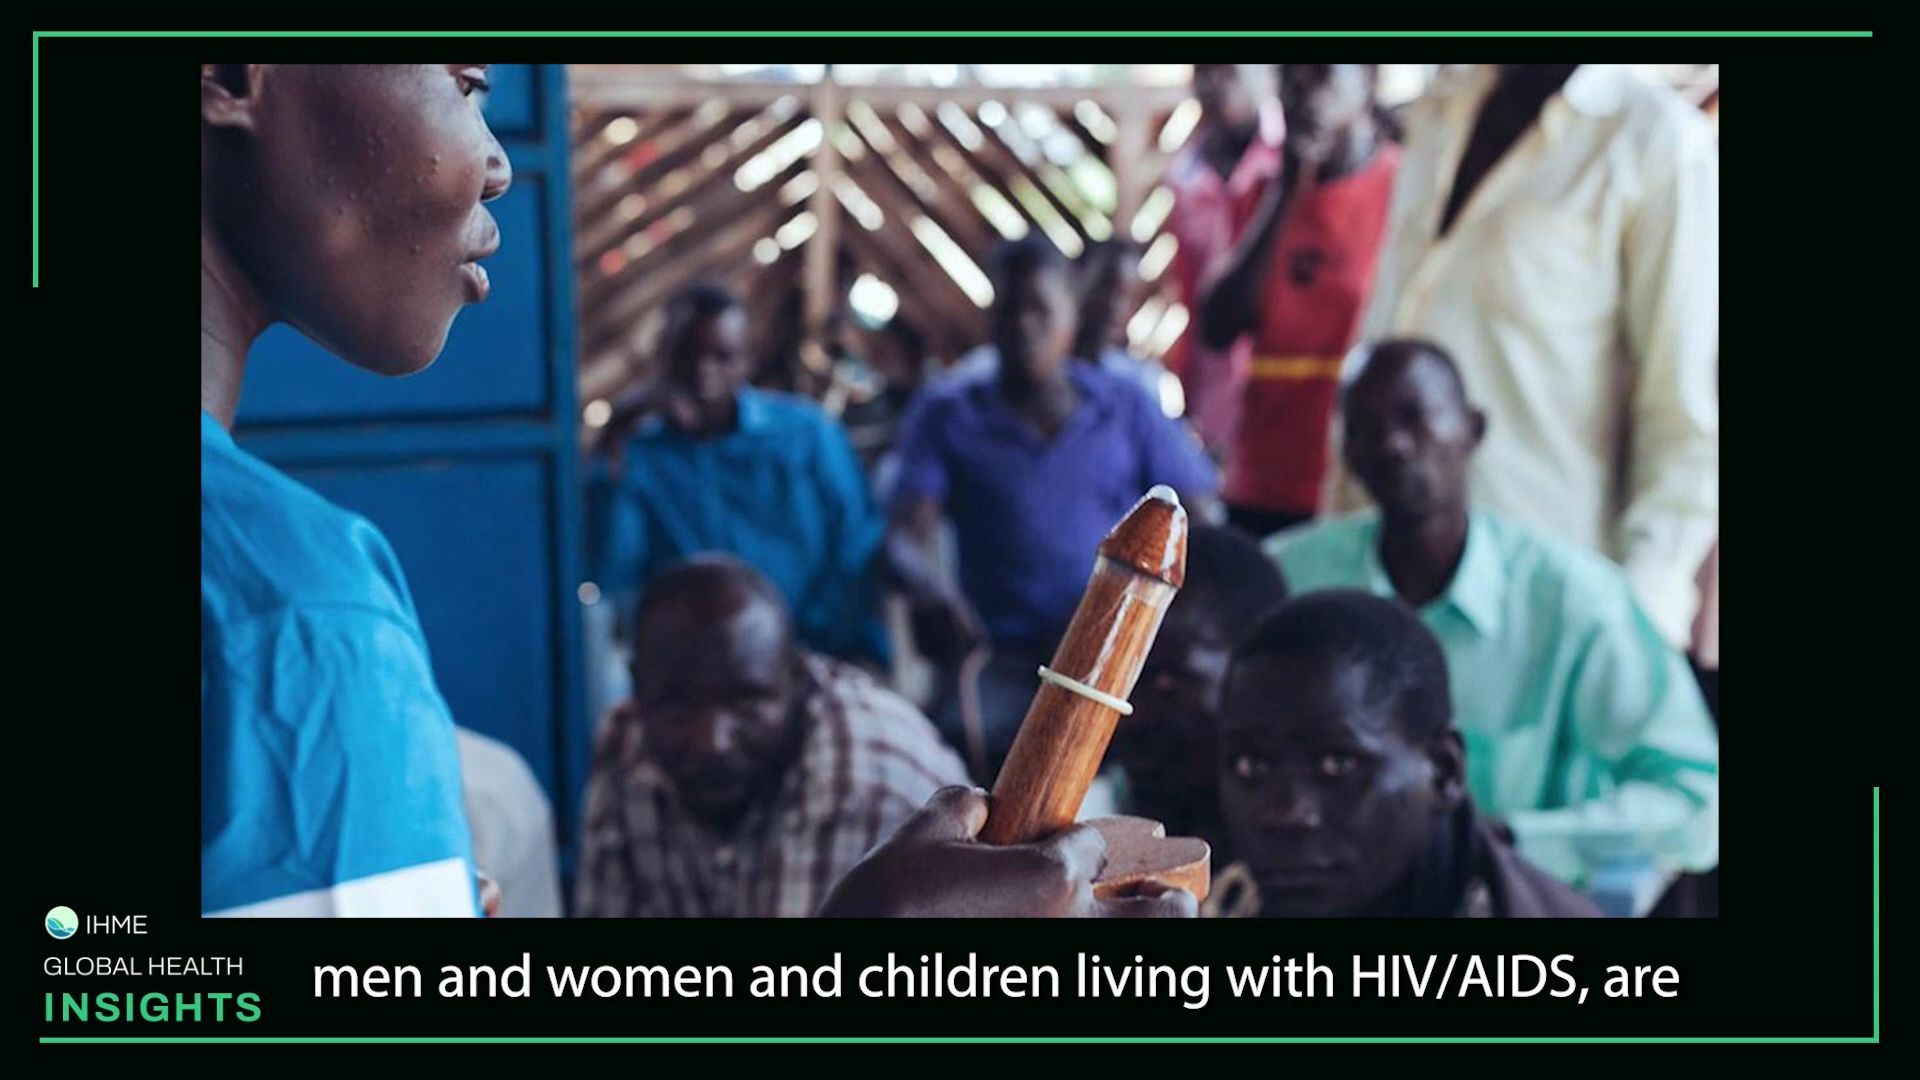 IHME
GLOBAL HEALTH
INSIGHTS
men and women and children living with HIV/AIDS, are